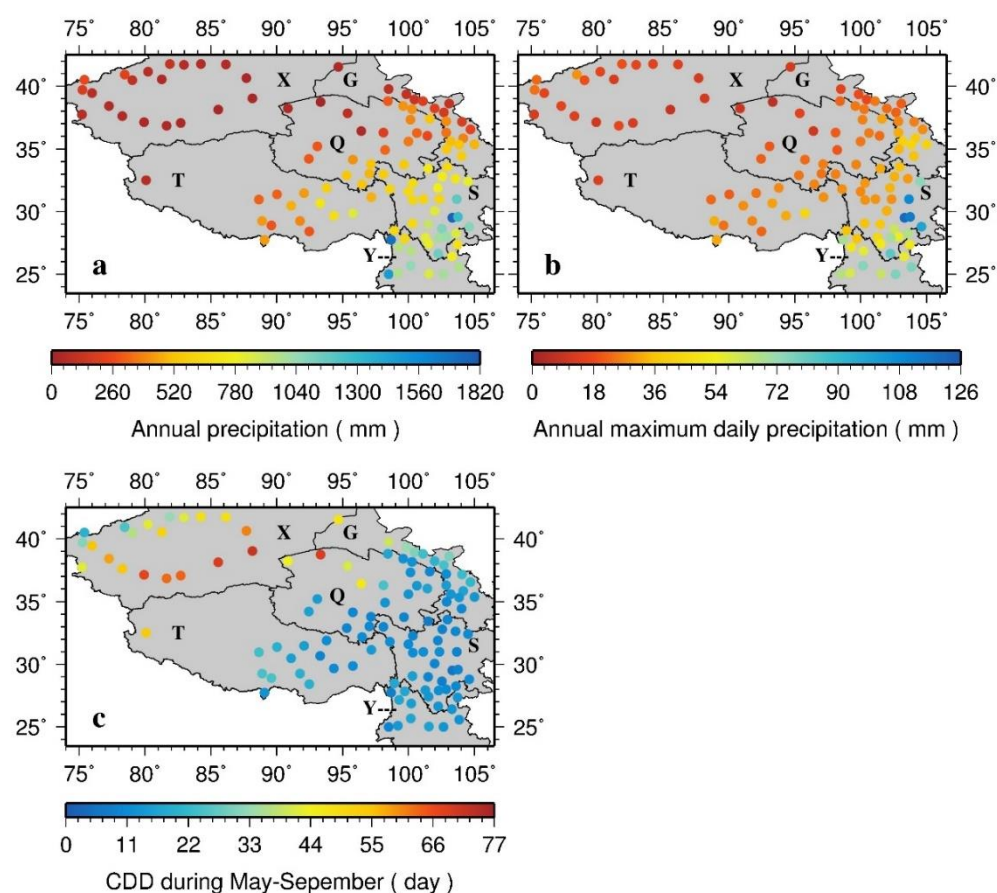 75° 80° 85° 90° 95° 100° 105° 75° 80° 85° 90° 95° 100° 105°
40° X G X G 40°
35° Q Q 35°
30° T S T S 30°
25° a Y--- b Y--- 25°
75° 80° 85° 90° 95° 100° 105° 75° 80° 85° 90° 95° 100° 105°
0 260 520 780 1040 1300 1560 1820 0 18 36 54 72 90 108 126
Annual precipitation ( mm ) Annual maximum daily precipitation ( mm )
75° 80° 85° 90° 95° 100° 105°
40° X G 40°
35° Q 35°
30° T S 30°
25° c Y--- 25°
75° 80° 85° 90° 95° 100° 105°
0 11 22 33 44 55 66 77
CDD during May-Sepember ( day )